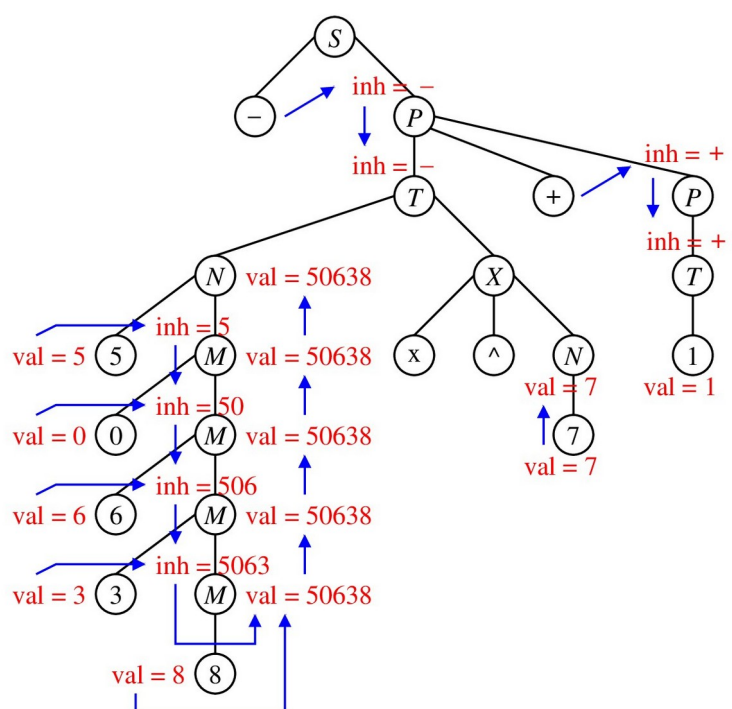 S
inh = −
− P
inh = − inh = +
T + P
inh = +
N val = 50638 X T
inh = 5
val = 5 5 M val = 50638 x ^ N 1
val = 7 val = 1
inh = 50
val = 0 0 M val = 50638 7
val = 7
inh = 506
val = 6 6 M val = 50638
inh = 5063
val = 3 3 M val = 50638
val = 8 8